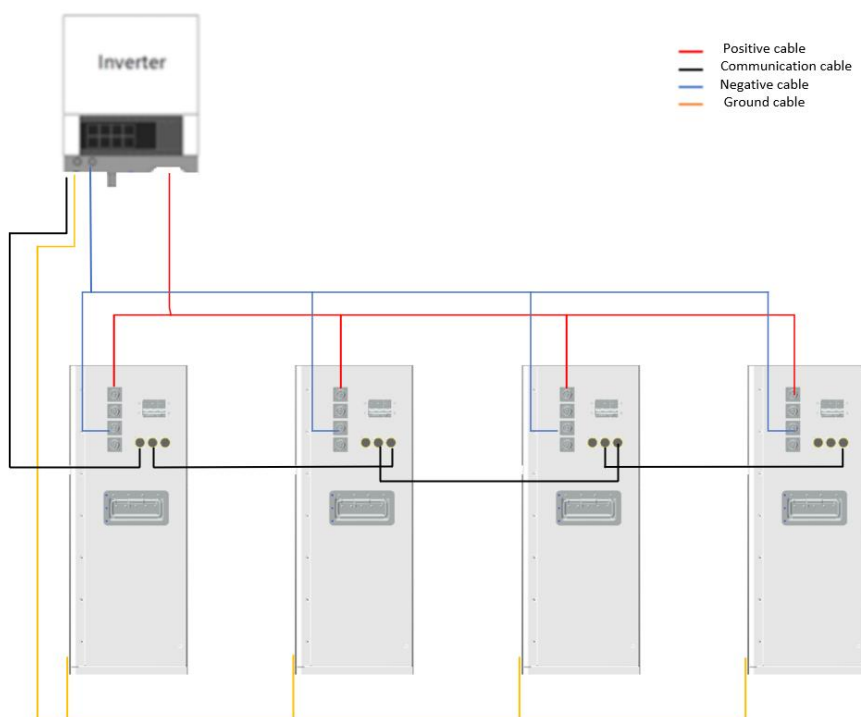 Inverter
Positive cable
Communication cable
Negative cable
Ground cable